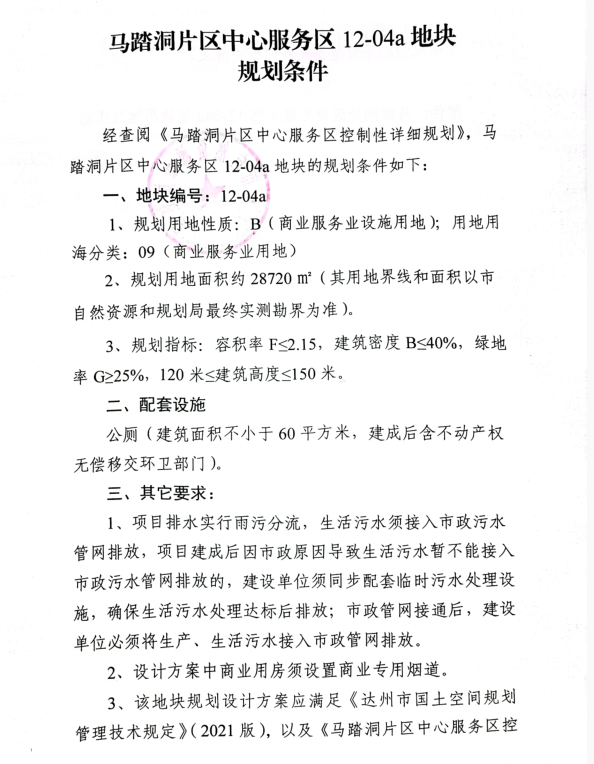 马踏洞片区中心服务区 12-04a 地块
规划条件
经查阅《马踏洞片区中心服务区控制性详细规划》，马
踏洞片区中心服务区 12-04a 地块的规划条件如下：
一、地块编号：12-04a
1、规划用地性质：B（商业服务业设施用地）；用地用
海分类：09（商业服务业用地）
2、规划用地面积约 28720 ㎡（其用地界线和面积以市
自然资源和规划局最终实测勘界为准）。
3、规划指标：容积率 F≤2.15，建筑密度 B≤40%，绿地
率 G≥25%，120 米≤建筑高度≤150 米。
二、配套设施
公厕（建筑面积不小于 60 平方米，建成后含不动产权
无偿移交环卫部门）。
三、其它要求：
1、项目排水实行雨污分流，生活污水须接入市政污水
管网排放，项目建成后因市政原因导致生活污水暂不能接入
市政污水管网排放的，建设单位须同步配套临时污水处理设
施，确保生活污水处理达标后排放；市政管网接通后，建设
单位必须将生产、生活污水接入市政管网排放。
2、设计方案中商业用房须设置商业专用烟道。
3、该地块规划设计方案应满足《达州市国土空间规划
管理技术规定》（2021 版），以及《马踏洞片区中心服务区控